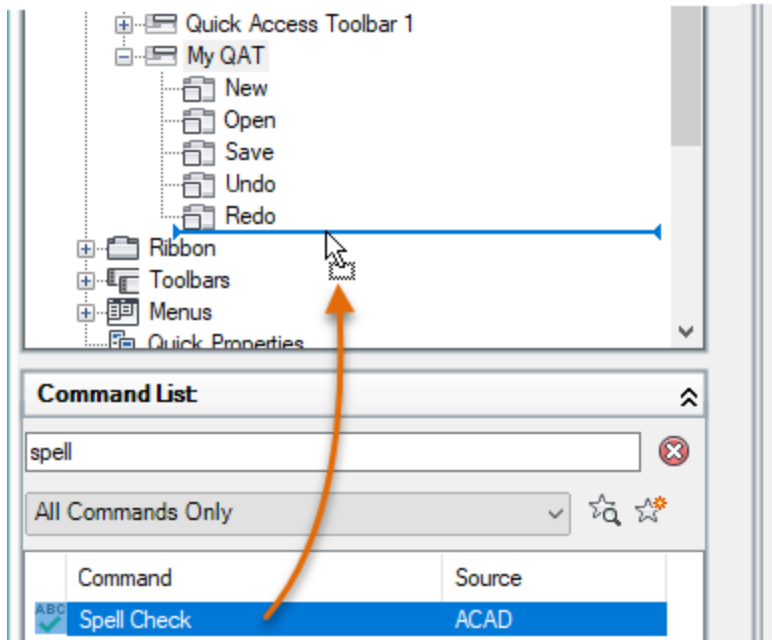 Quick Access Toolbar 1
My QAT
New
Open
Save
Undo
Redo
Ribbon
Toolbars
Menus
Quick Properties
Command List:
spell
All Commands Only
Command Source
ABC
Spell Check ACAD